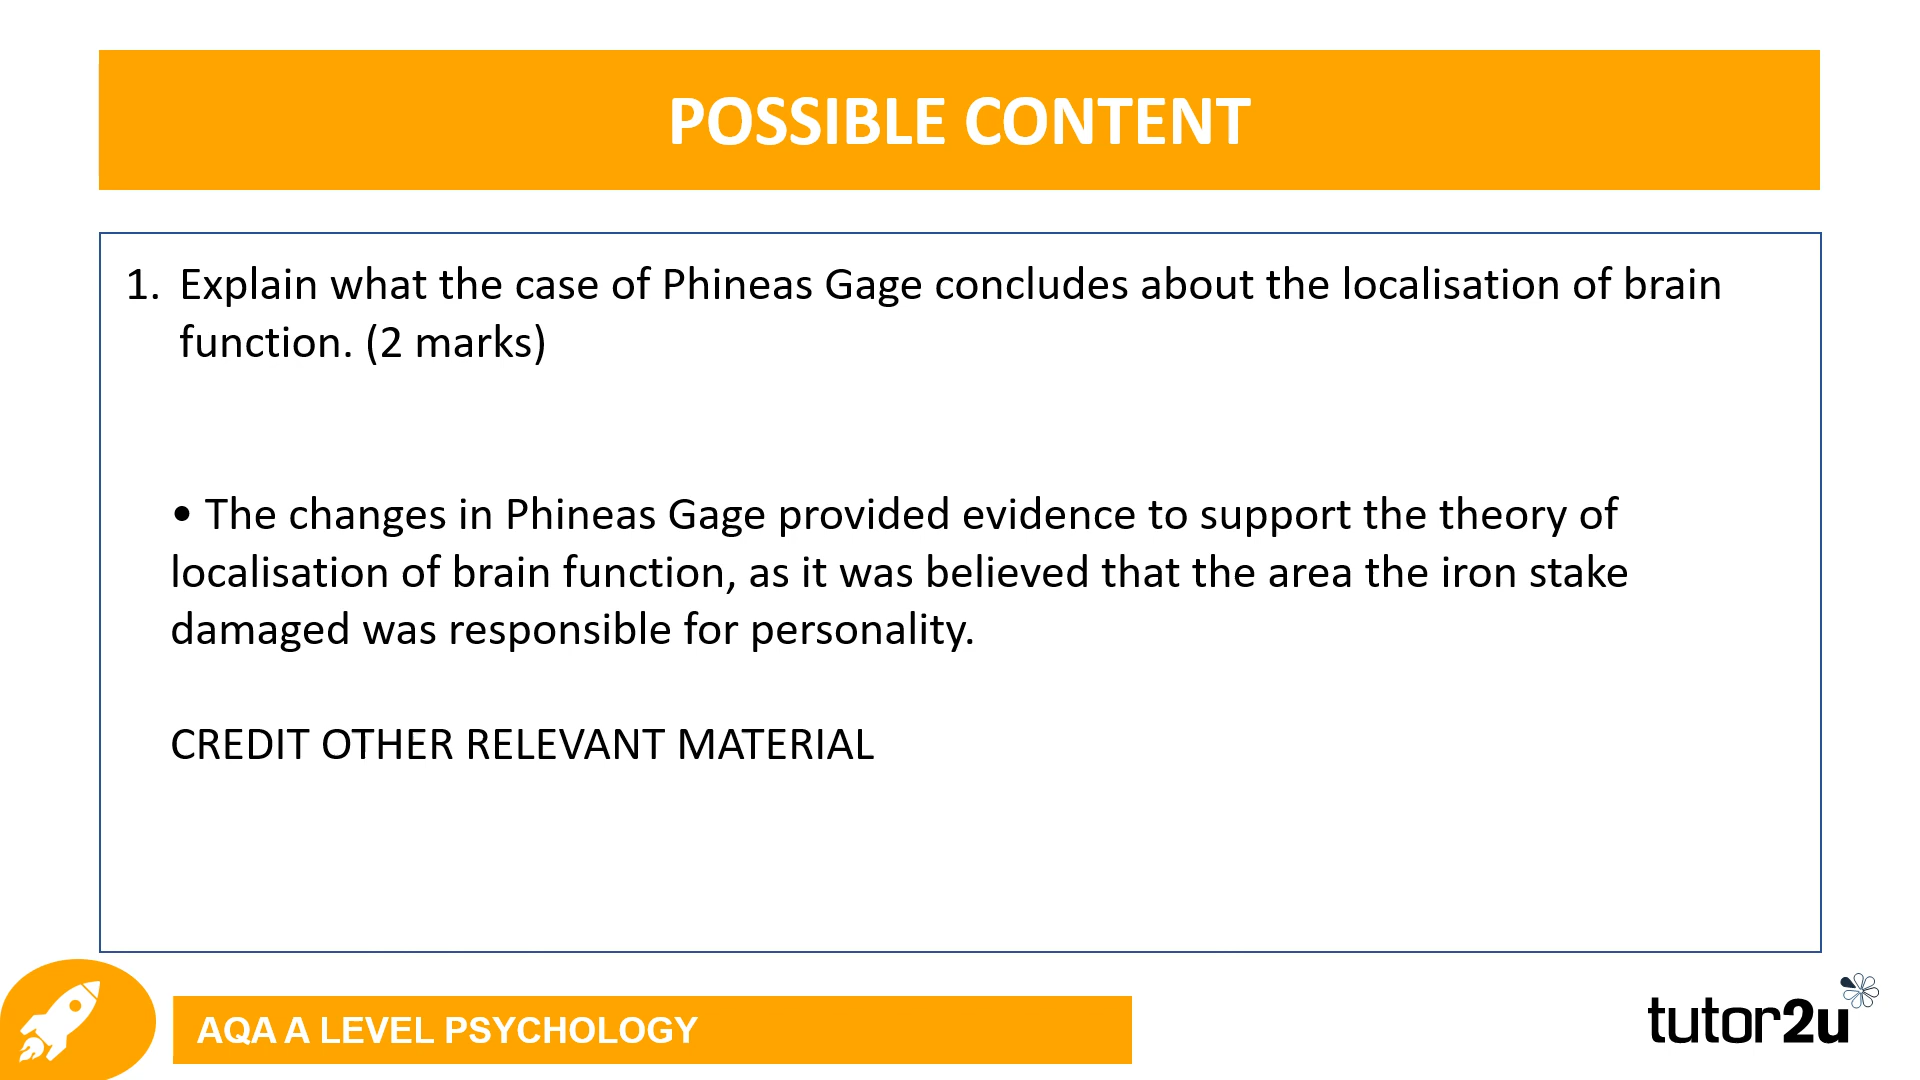 POSSIBLE CONTENT
1. Explain what the case of Phineas Gage concludes about the localisation of brain
function. (2 marks)
• The changes in Phineas Gage provided evidence to support the theory of
localisation of brain function, as it was believed that the area the iron stake
damaged was responsible for personality.
CREDIT OTHER RELEVANT MATERIAL
AQA A LEVEL PSYCHOLOGY
tutor2u